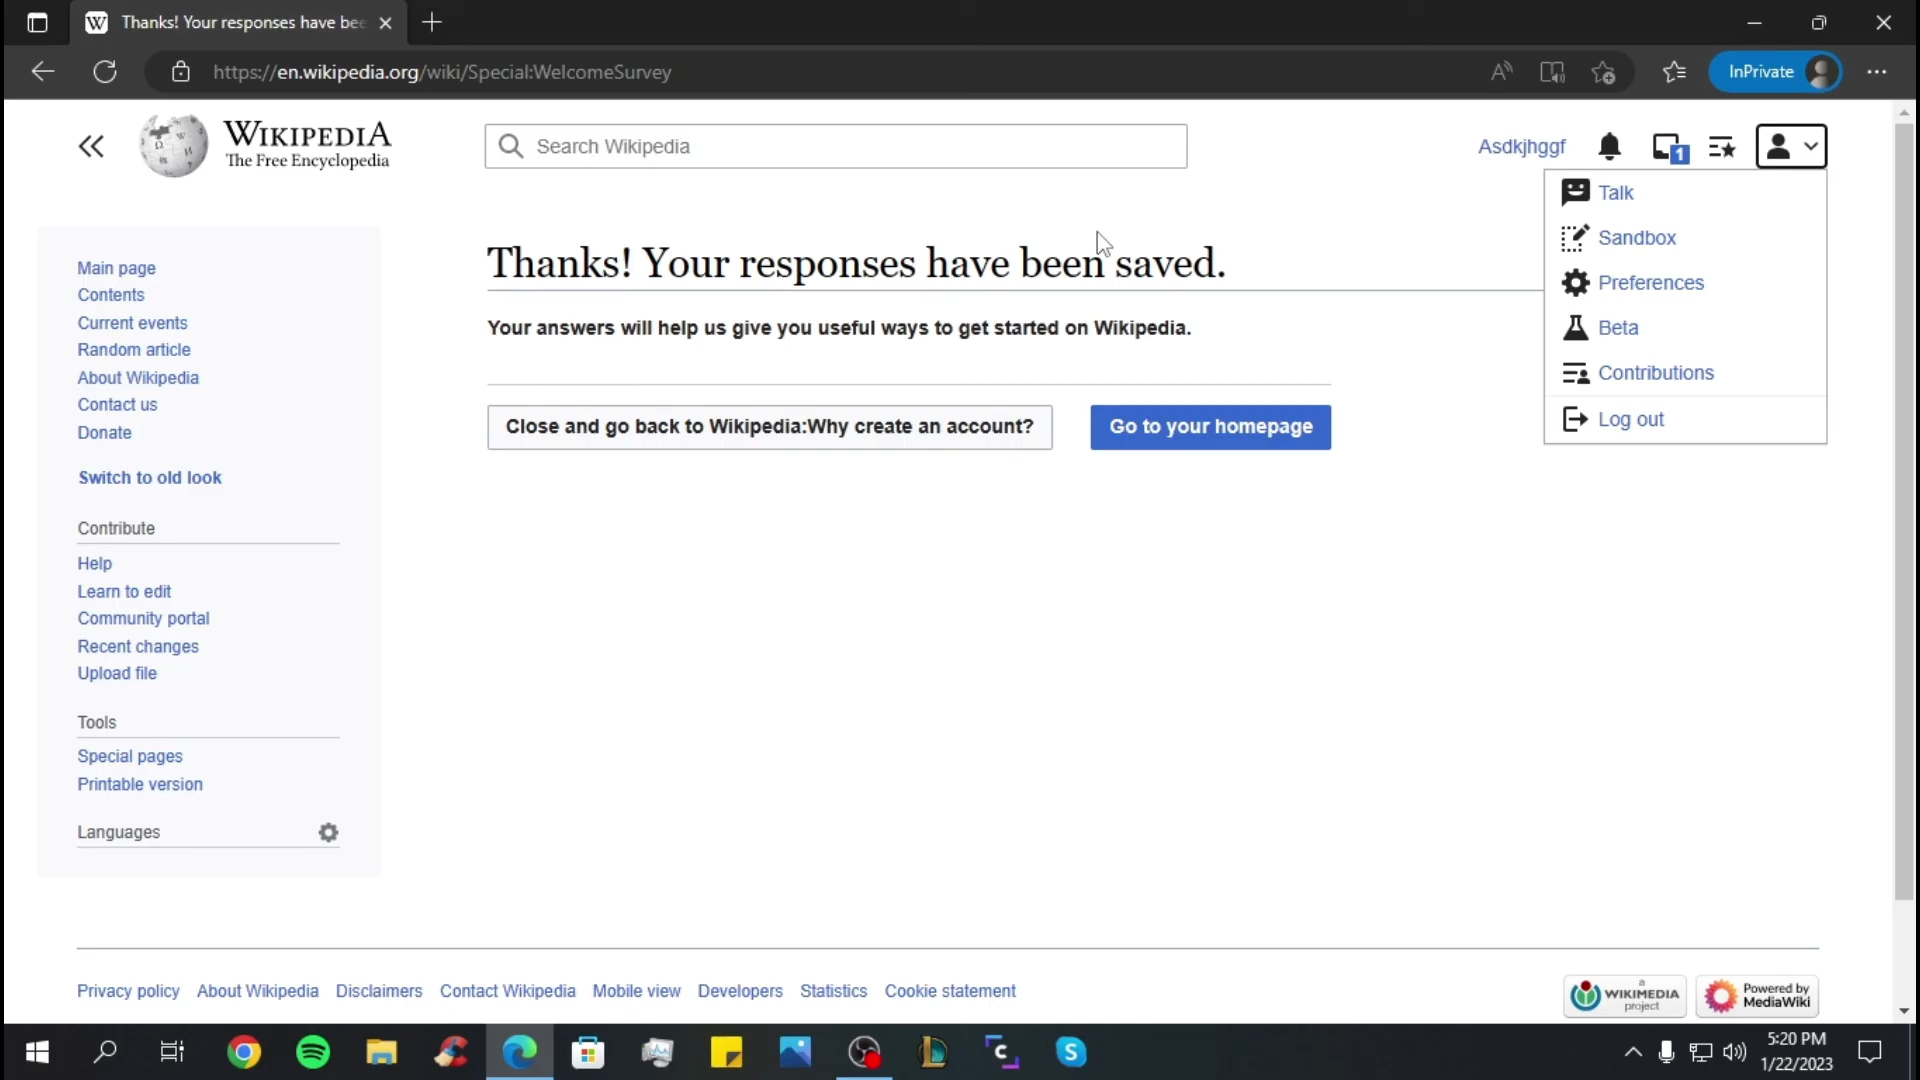 Thanks! Your responses have bee
https://en.wikipedia.org/wiki/Special:WelcomeSurvey
InPrivate
WIKIPEDIA
The Free Encyclopedia
Search Wikipedia
Asdkjhggf
1
Talk
Sandbox
Preferences
Beta
Contributions
Log out
Main page
Contents
Current events
Random article
About Wikipedia
Contact us
Donate
Switch to old look
Contribute
Help
Learn to edit
Community portal
Recent changes
Upload file
Tools
Special pages
Printable version
Languages
Thanks! Your responses have been saved.
Your answers will help us give you useful ways to get started on Wikipedia.
Close and go back to Wikipedia:Why create an account?
Go to your homepage
Privacy policy About Wikipedia Disclaimers Contact Wikipedia Mobile view Developers Statistics Cookie statement
a
WIKIMEDIA
project
Powered by
MediaWiki
5:20 PM
1/22/2023